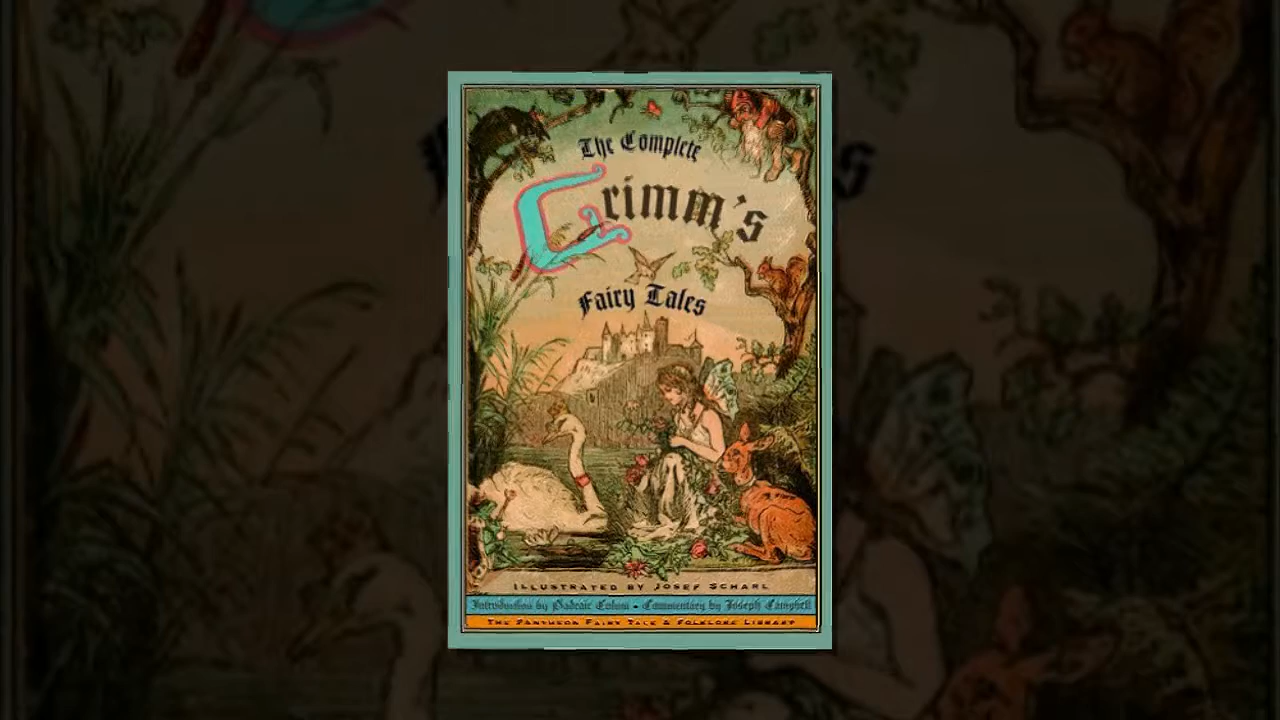 The Complete
Grimm's
Fairy Tales
ILLUSTRATED BY JOSEF SCHARL
Introduction by Padraic Colum • Commentary by Joseph Campbell
THE PANTHEON FAIRY TALE & FOLKLORE LIBRARY